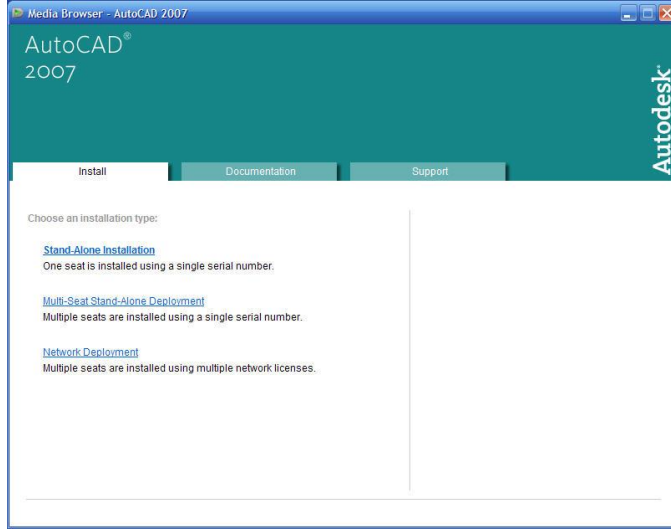 Media Browser - AutoCAD 2007
AutoCAD®
2007
Autodesk
Install
Documentation
Support
Choose an installation type:
Stand-Alone Installation
One seat is installed using a single serial number.
Multi-Seat Stand-Alone Deployment
Multiple seats are installed using a single serial number.
Network Deployment
Multiple seats are installed using multiple network licenses.